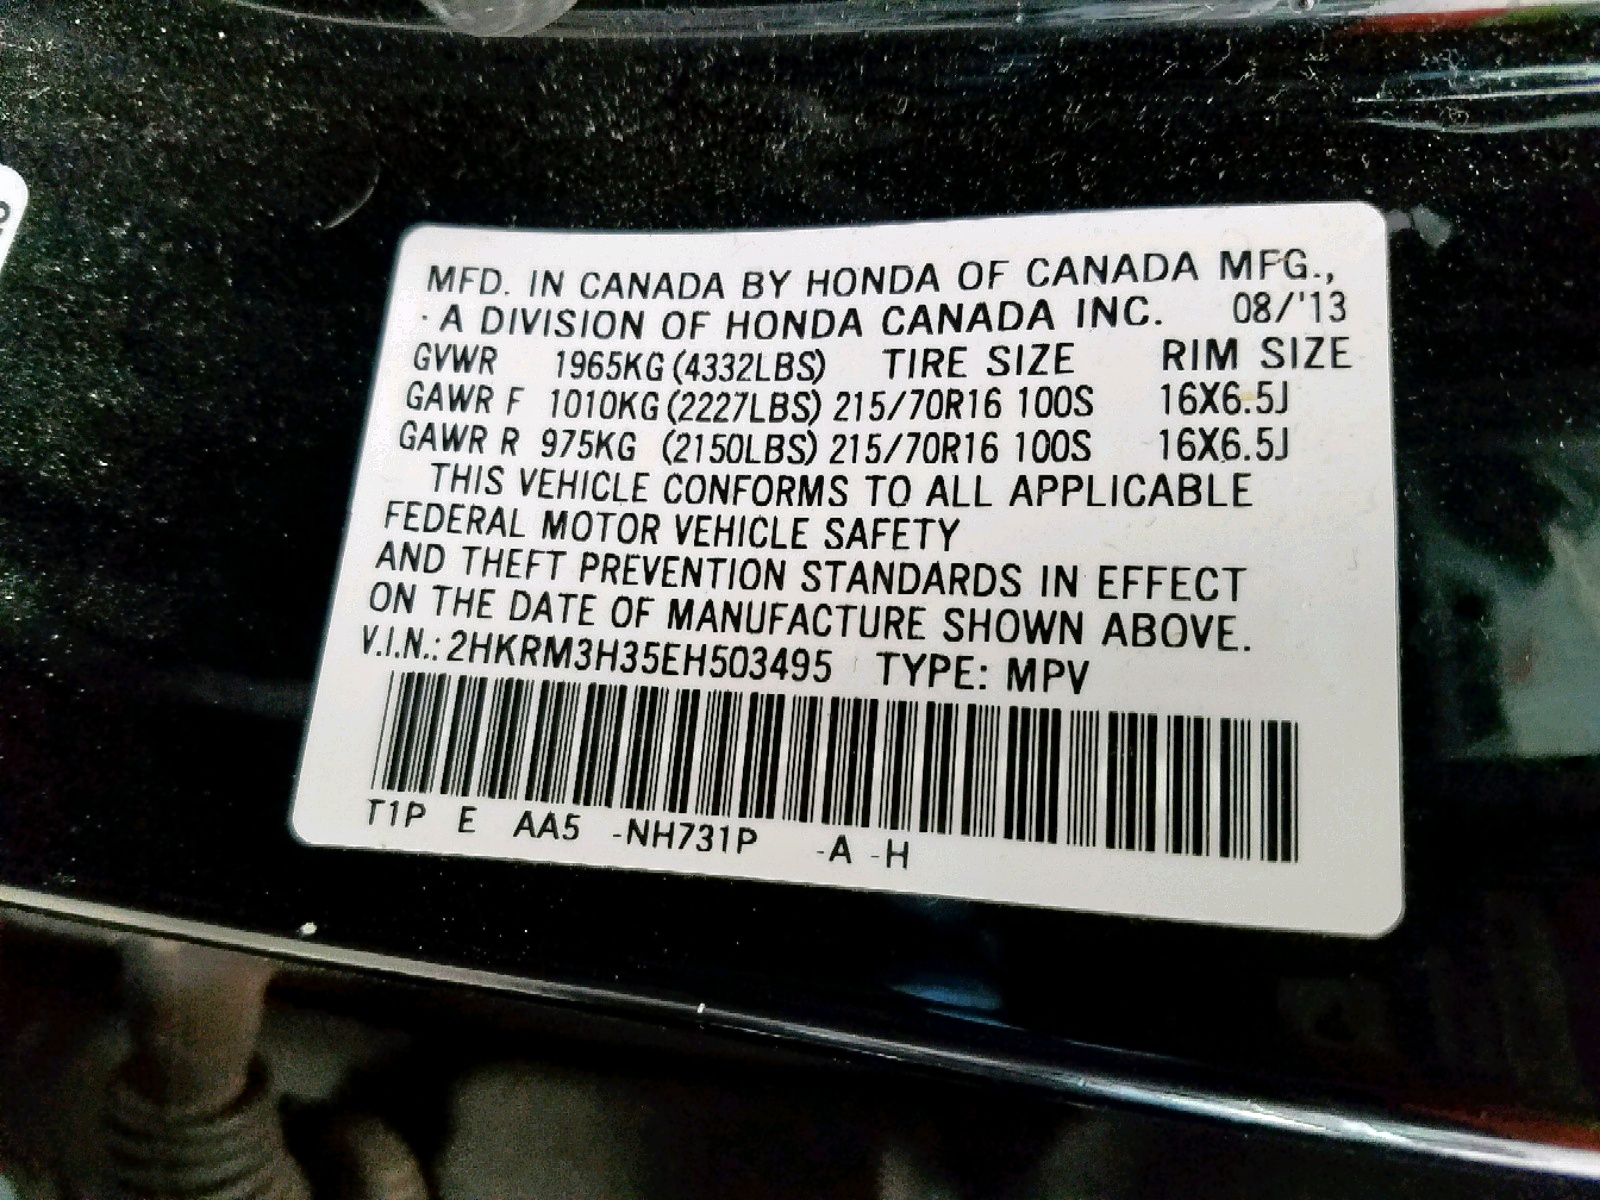 MFD. IN CANADA BY HONDA OF CANADA MFG.,
A DIVISION OF HONDA CANADA INC. 08/'13
GVWR 1965KG (4332LBS) TIRE SIZE RIM SIZE
GAWR F 1010KG (2227LBS) 215/70R16 100S 16X6.5J
GAWR R 975KG (2150LBS) 215/70R16 100S 16X6.5J
THIS VEHICLE CONFORMS TO ALL APPLICABLE
FEDERAL MOTOR VEHICLE SAFETY
AND THEFT PREVENTION STANDARDS IN EFFECT
ON THE DATE OF MANUFACTURE SHOWN ABOVE.
V.I.N.: 2HKRM3H35EH503495 TYPE: MPV
T1P E AA5 -NH731P -A -H